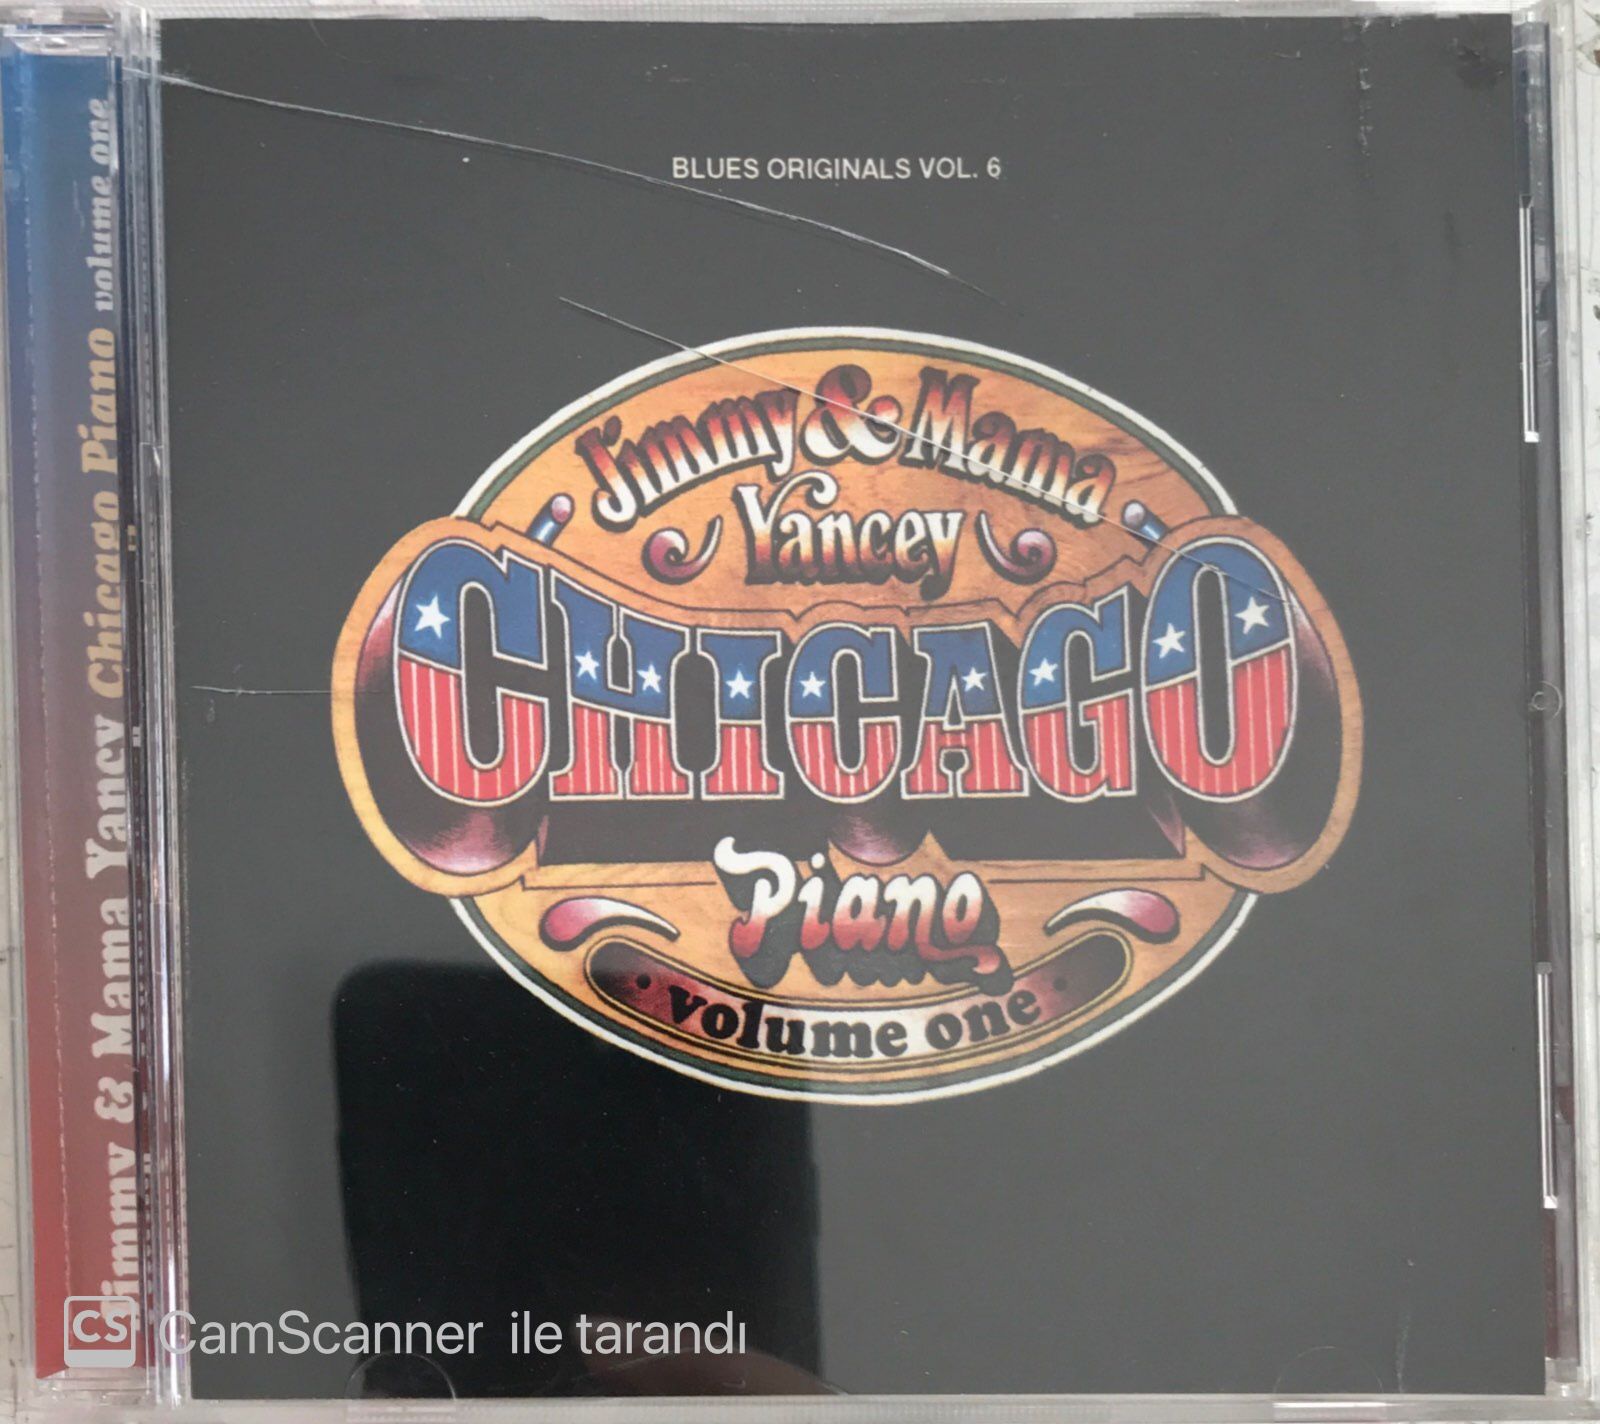 BLUES ORIGINALS VOL. 6
Jimmy & Mama
Yancey
CHICAGO
Piano
volume one
Jimmy & Mama Yancey Chicago Piano volume one
CS CamScanner ile tarandı